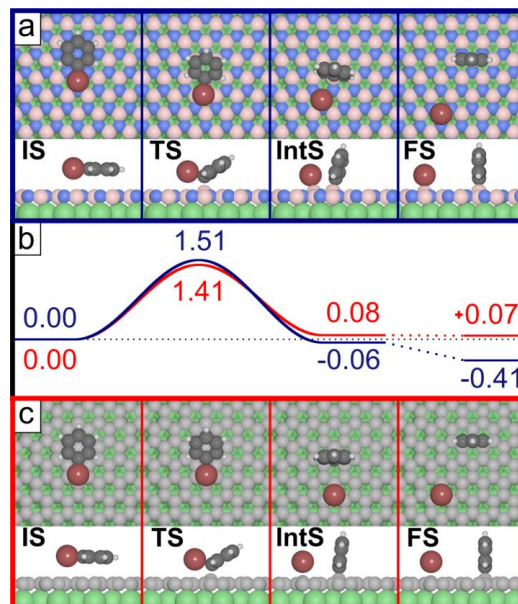 a
IS TS IntS FS
b
1.51
0.00 1.41 0.08 +0.07
0.00 -0.06 -0.41
c
IS TS IntS FS